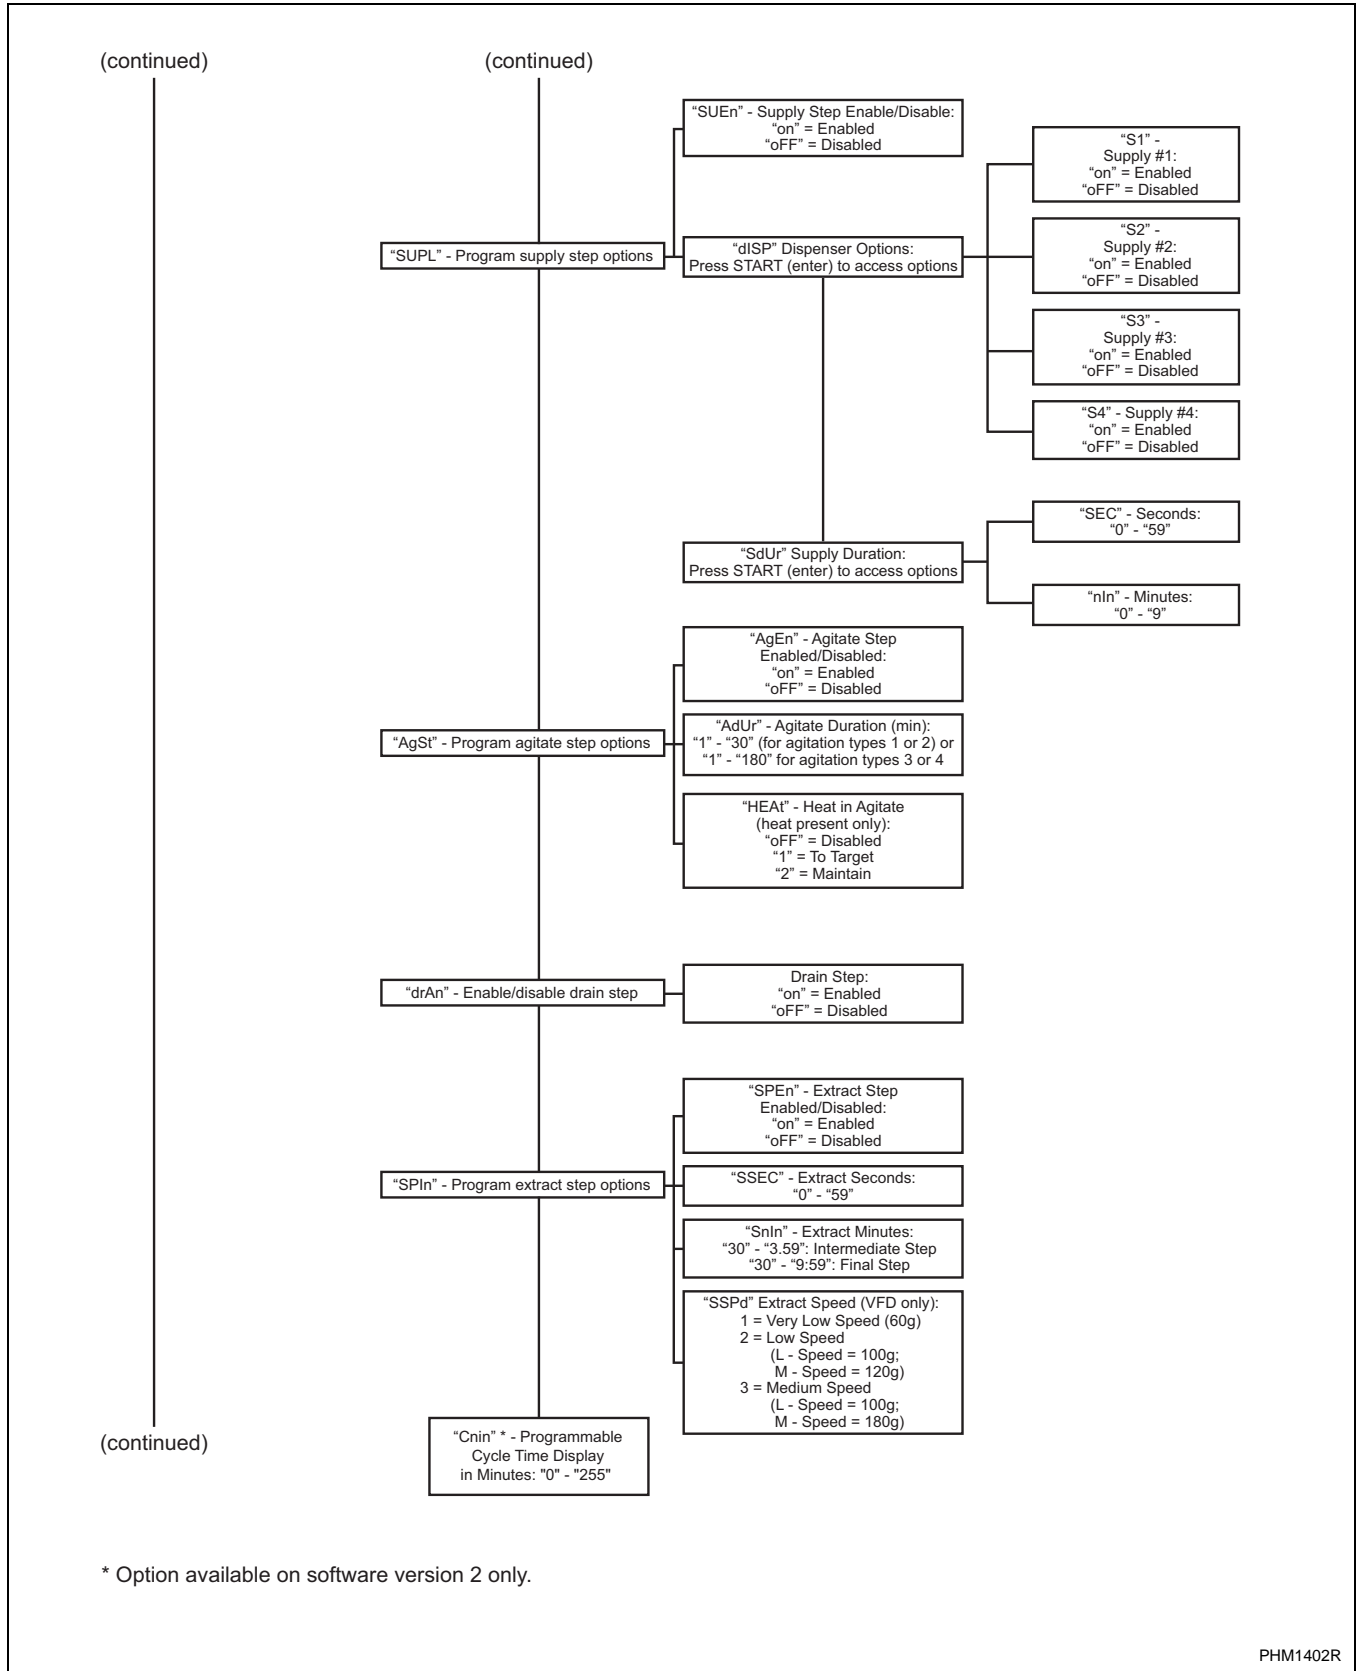 (continued)
(continued)
“SUEn” - Supply Step Enable/Disable:
“on” = Enabled
“oFF” = Disabled
“S1” -
Supply #1:
“on” = Enabled
“oFF” = Disabled
“SUPL” - Program supply step options
“dISP” Dispenser Options:
Press START (enter) to access options
“S2” -
Supply #2:
“on” = Enabled
“oFF” = Disabled
“S3” -
Supply #3:
“on” = Enabled
“oFF” = Disabled
“S4” - Supply #4:
“on” = Enabled
“oFF” = Disabled
“SdUr” Supply Duration:
Press START (enter) to access options
“SEC” - Seconds:
“0” - “59”
“nIn” - Minutes:
“0” - “9”
“AgSt” - Program agitate step options
“AgEn” - Agitate Step
Enabled/Disabled:
“on” = Enabled
“oFF” = Disabled
“AdUr” - Agitate Duration (min):
“1” - “30” (for agitation types 1 or 2) or
“1” - “180” for agitation types 3 or 4
“HEAt” - Heat in Agitate
(heat present only):
“oFF” = Disabled
“1” = To Target
“2” = Maintain
“drAn” - Enable/disable drain step
Drain Step:
“on” = Enabled
“oFF” = Disabled
“SPIn” - Program extract step options
“SPEn” - Extract Step
Enabled/Disabled:
“on” = Enabled
“oFF” = Disabled
“SSEC” - Extract Seconds:
“0” - “59”
“SnIn” - Extract Minutes:
“30” - “3.59”: Intermediate Step
“30” - “9:59”: Final Step
“SSPd” Extract Speed (VFD only):
1 = Very Low Speed (60g)
2 = Low Speed
(L - Speed = 100g;
M - Speed = 120g)
3 = Medium Speed
(L - Speed = 100g;
M - Speed = 180g)
(continued)
“Cnin” * - Programmable
Cycle Time Display
in Minutes: "0" - "255"
* Option available on software version 2 only.
PHM1402R